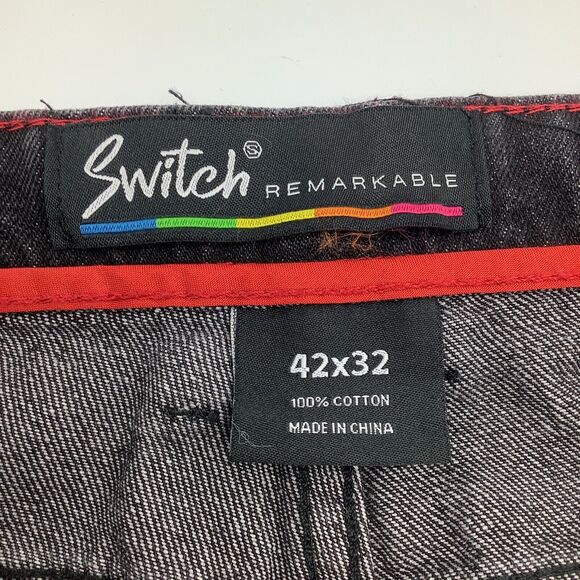 Switch Ⓢ REMARKABLE
42x32
100% COTTON
MADE IN CHINA